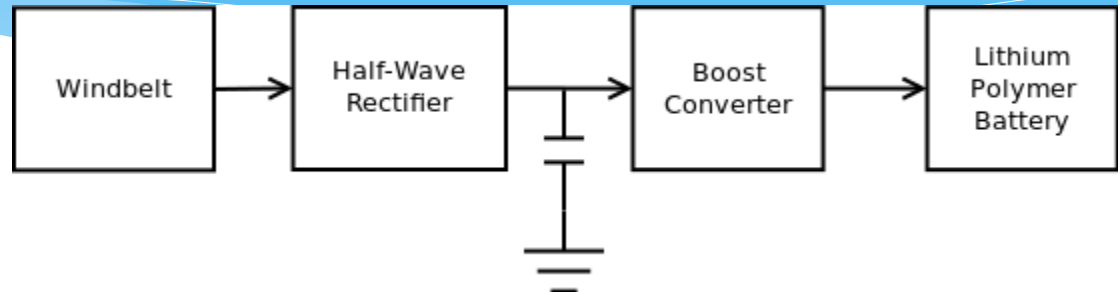 Windbelt
Half-Wave
Rectifier
Boost
Converter
Lithium
Polymer
Battery